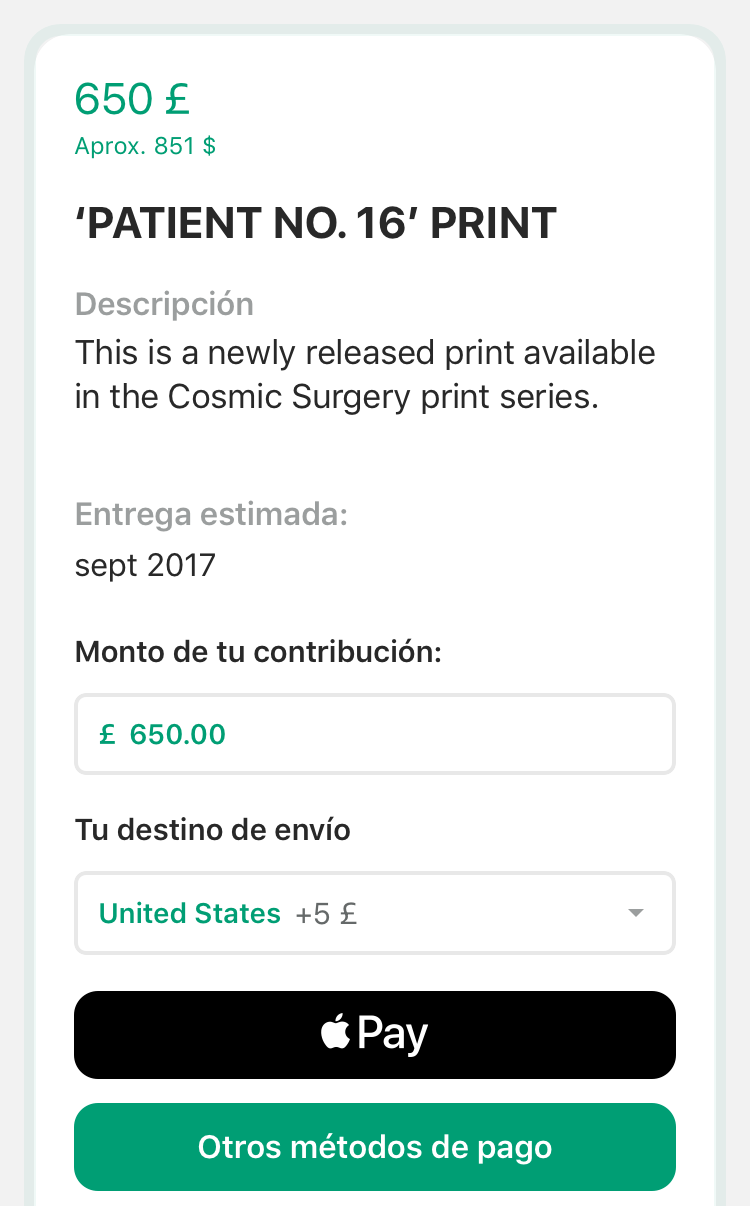 650 £
Aprox. 851 $
‘PATIENT NO. 16’ PRINT
Descripción
This is a newly released print available
in the Cosmic Surgery print series.
Entrega estimada:
sept 2017
Monto de tu contribución:
£ 650.00
Tu destino de envío
United States +5 £
Pay
Otros métodos de pago